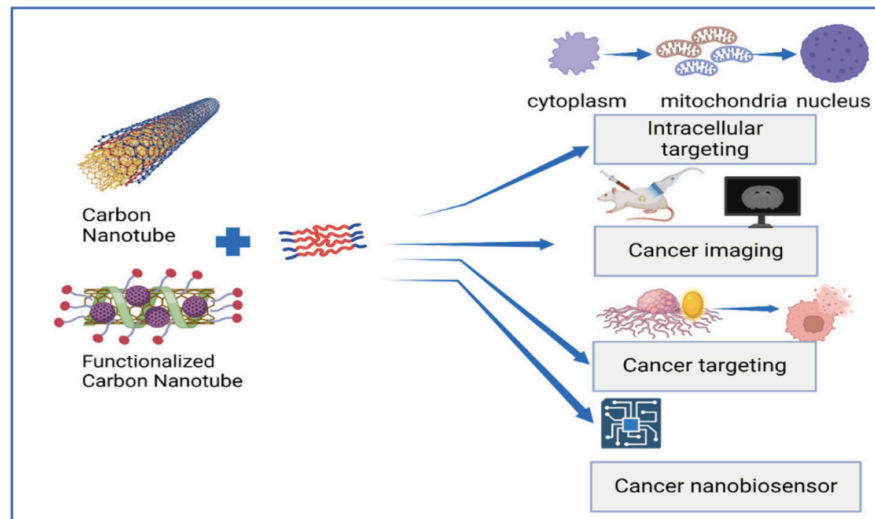 cytoplasm mitochondria nucleus
Intracellular
targeting
Carbon
Nanotube
Cancer imaging
Functionalized
Carbon Nanotube
Cancer targeting
Cancer nanobiosensor